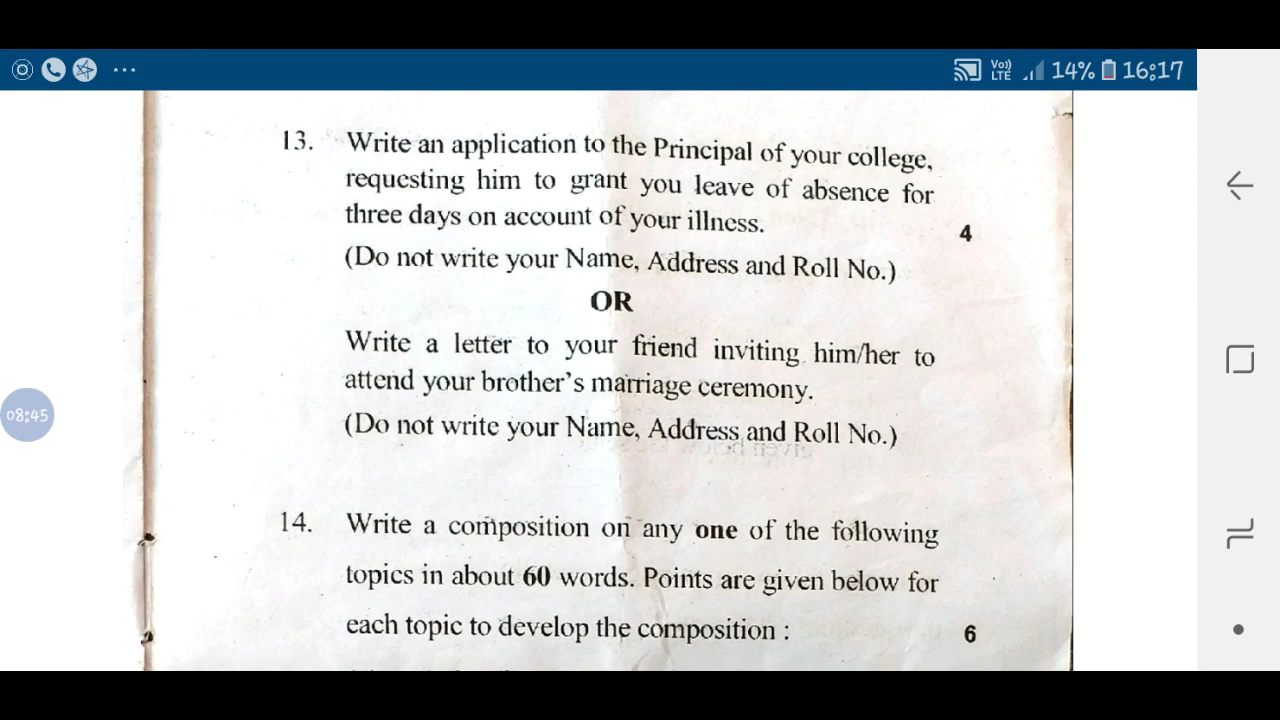 14% 16:17
13. Write an application to the Principal of your college,
requesting him to grant you leave of absence for
three days on account of your illness.
4
(Do not write your Name, Address and Roll No.)
OR
Write a letter to your friend inviting him/her to
attend your brother's marriage ceremony.
08:45
(Do not write your Name, Address and Roll No.)
given below
14. Write a composition on any one of the following
topics in about 60 words. Points are given below for
each topic to develop the composition :
6